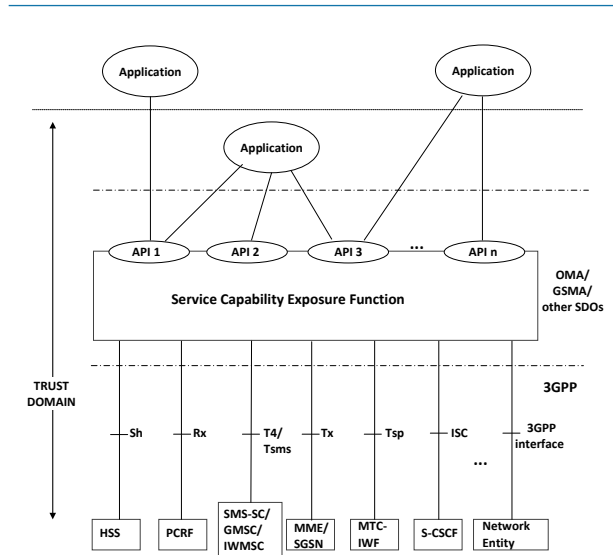 Application
Application
Application
API 1
API 2
API 3
...
API n
Service Capability Exposure Function
OMA/
GSMA/
other SDOs
TRUST
DOMAIN
3GPP
Sh
Rx
T4/
Tsms
Tx
Tsp
ISC
3GPP
interface
...
HSS
PCRF
SMS-SC/
GMSC/
IWMSC
MME/
SGSN
MTC-
IWF
S-CSCF
Network
Entity